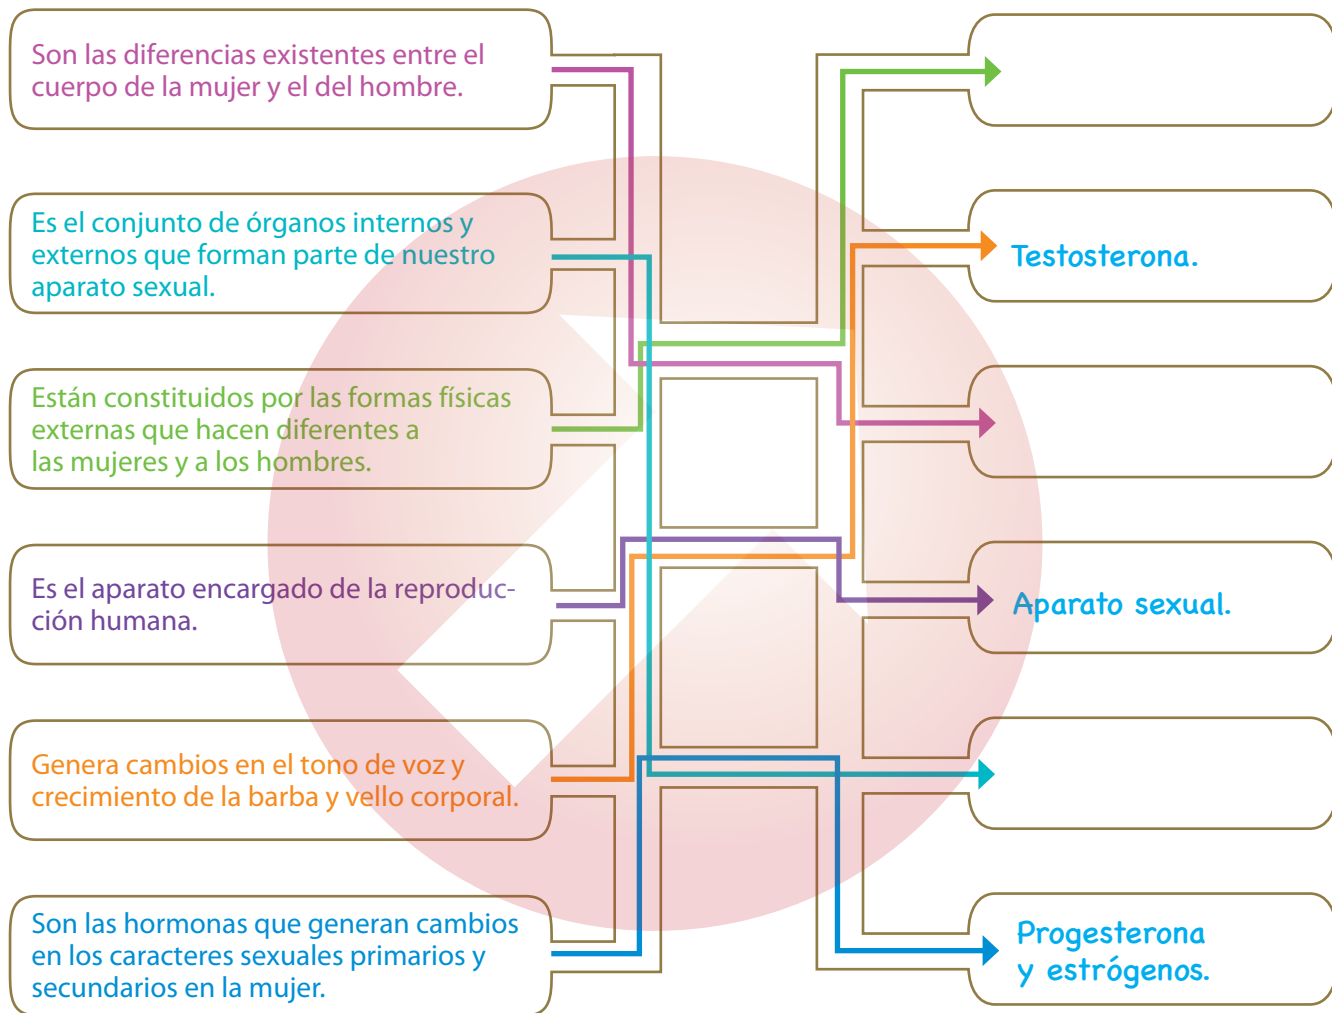 Son las diferencias existentes entre el
cuerpo de la mujer y el del hombre.
Es el conjunto de órganos internos y
externos que forman parte de nuestro
aparato sexual.
Testosterona.
Están constituidos por las formas físicas
externas que hacen diferentes a
las mujeres y a los hombres.
Es el aparato encargado de la reproduc-
ción humana.
Aparato sexual.
Genera cambios en el tono de voz y
crecimiento de la barba y vello corporal.
Son las hormonas que generan cambios
en los caracteres sexuales primarios y
secundarios en la mujer.
Progesterona
y estrógenos.